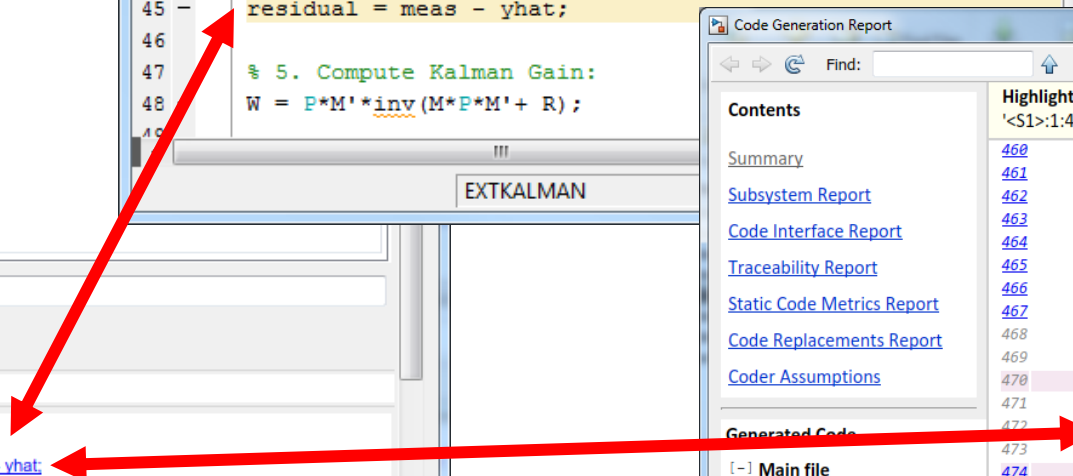 45 – residual = meas - yhat;
46
47 % 5. Compute Kalman Gain:
48 W = P*M'*inv(M*P*M'+ R);
EXTKALMAN
yhat;
Code Generation Report
Find:
Contents
Summary
Subsystem Report
Code Interface Report
Traceability Report
Static Code Metrics Report
Code Replacements Report
Coder Assumptions
Generated Code
[-] Main file
Highlight
'<S1>:1:4
460
461
462
463
464
465
466
467
468
469
470
471
472
473
474